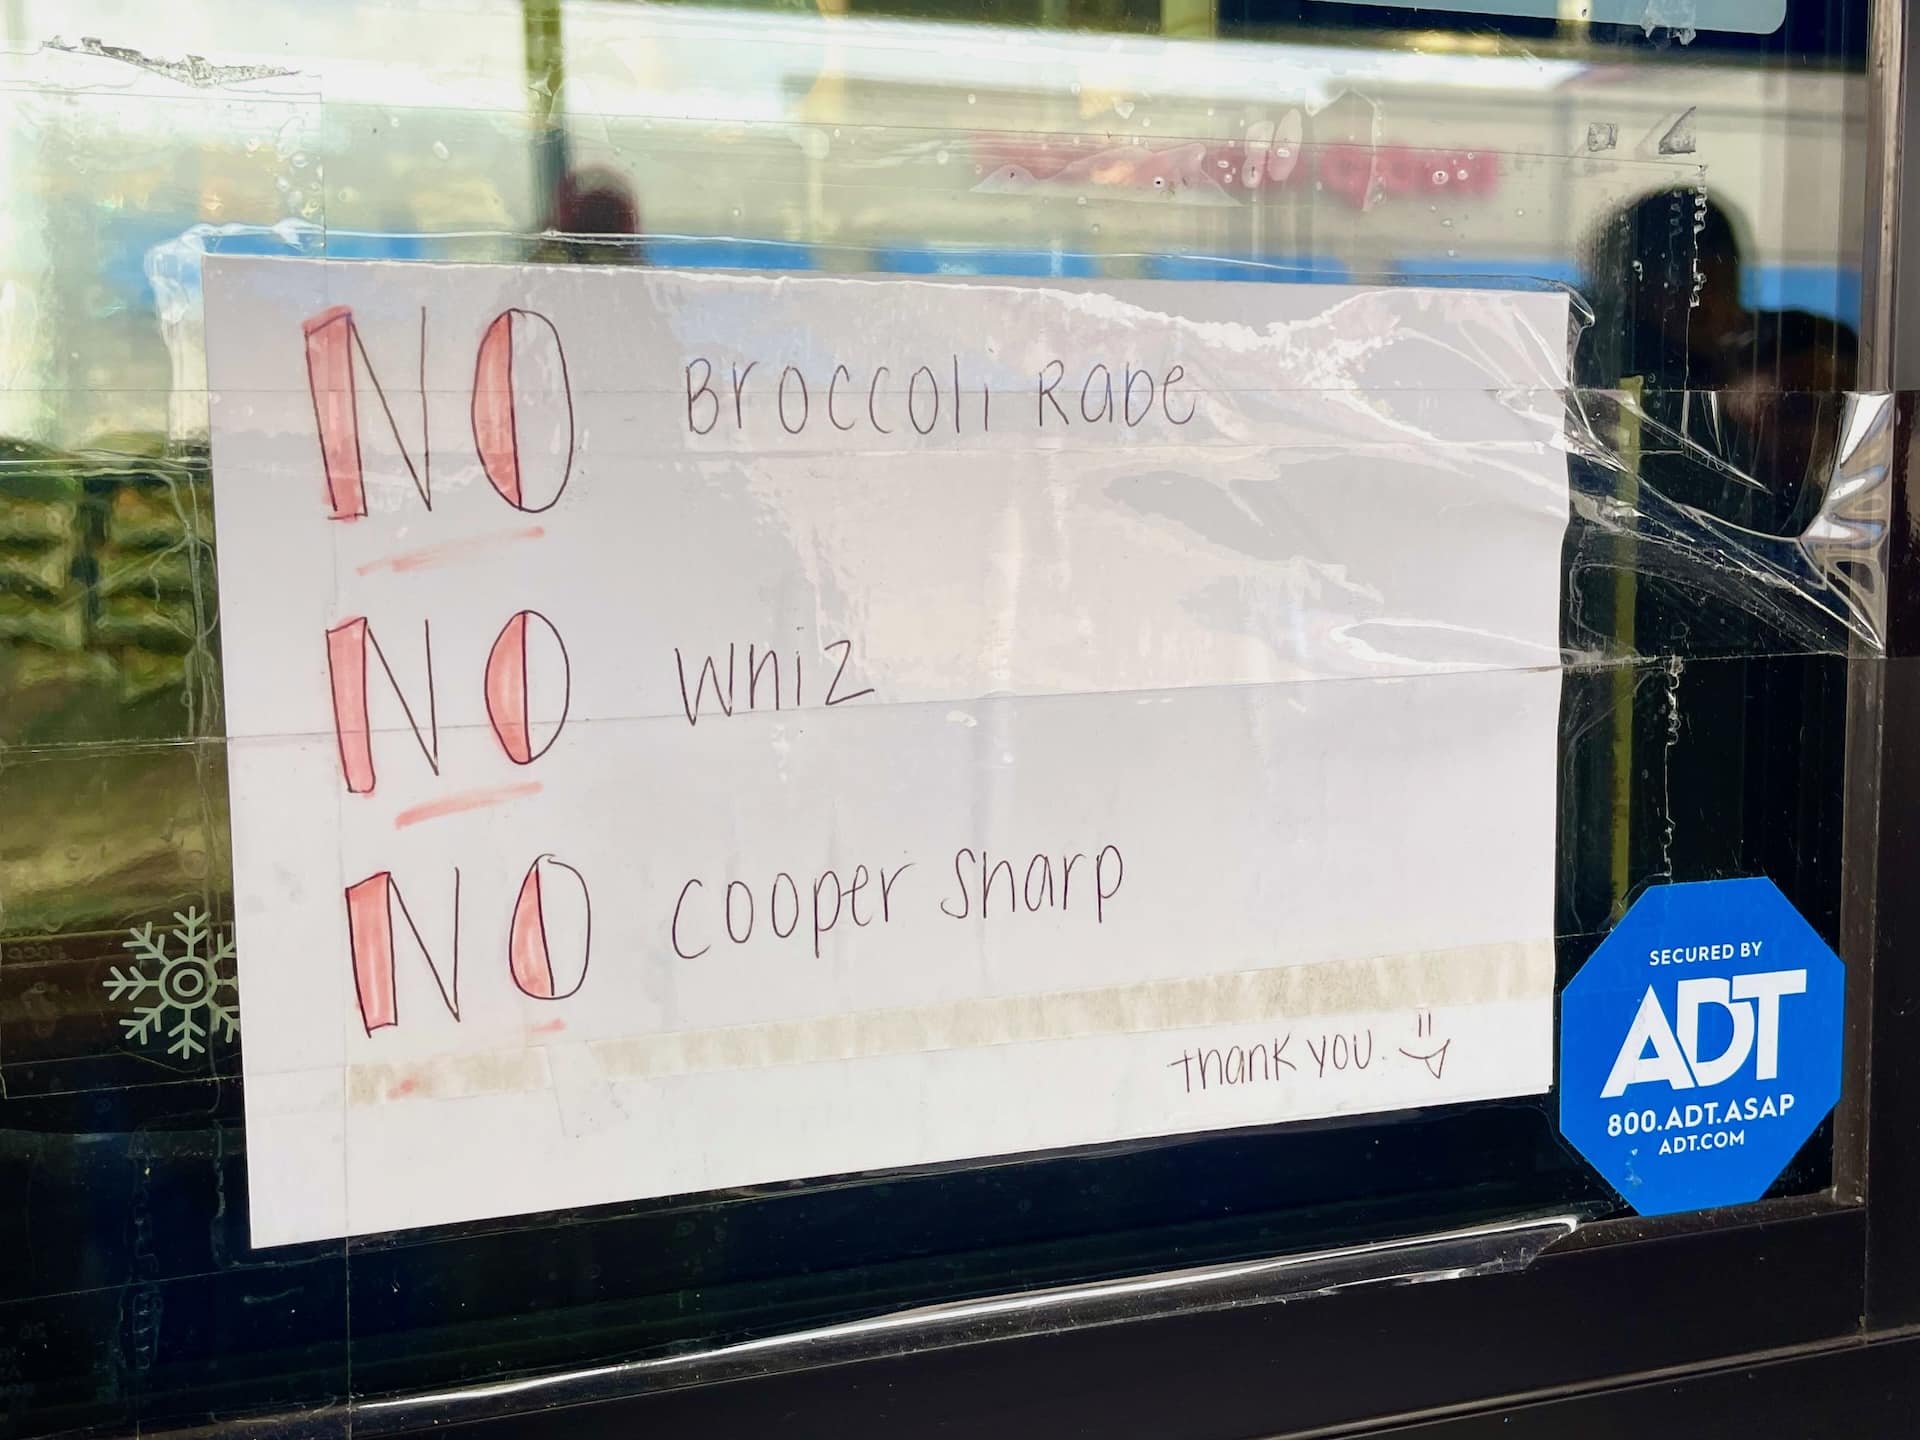 NO Broccoli Rabe
NO Whiz
NO Cooper Sharp
thank you.
SECURED BY
ADT
800.ADT.ASAP
ADT.COM